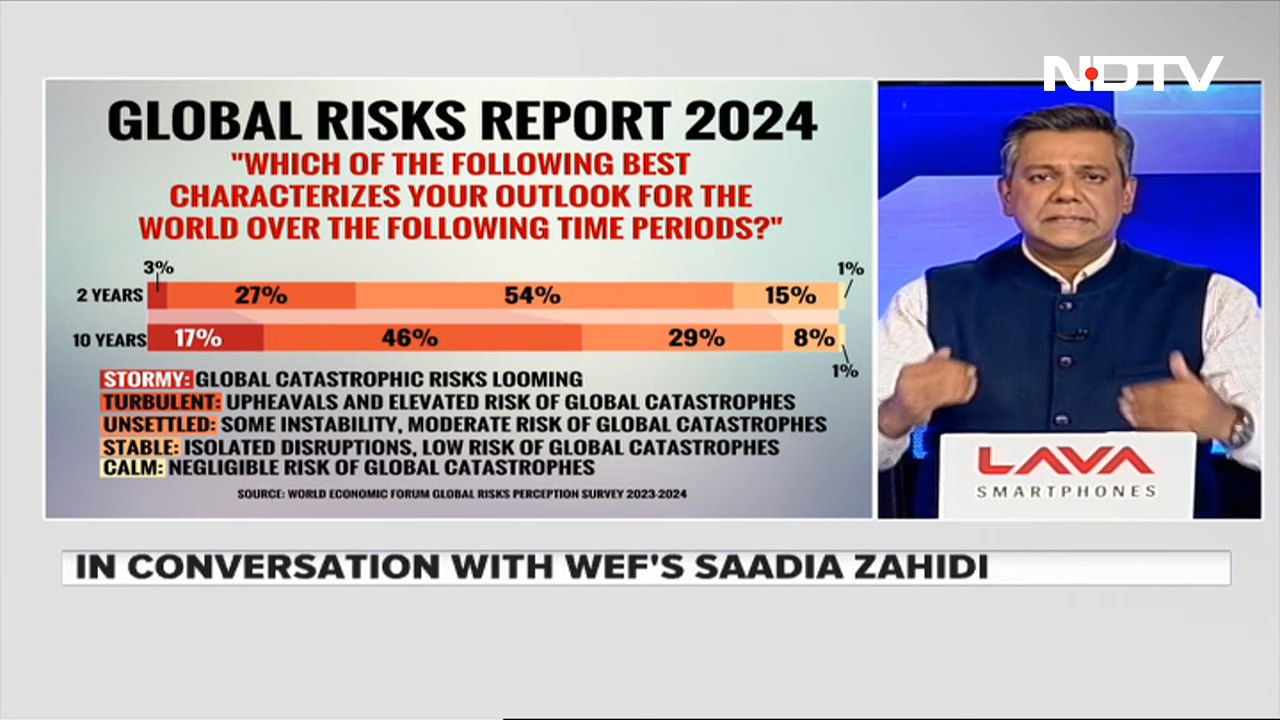 NDTV
GLOBAL RISKS REPORT 2024
"WHICH OF THE FOLLOWING BEST
CHARACTERIZES YOUR OUTLOOK FOR THE
WORLD OVER THE FOLLOWING TIME PERIODS?"
3% 1%
2 YEARS 27% 54% 15%
10 YEARS 17% 46% 29% 8%
1%
STORMY: GLOBAL CATASTROPHIC RISKS LOOMING
TURBULENT: UPHEAVALS AND ELEVATED RISK OF GLOBAL CATASTROPHES
UNSETTLED: SOME INSTABILITY, MODERATE RISK OF GLOBAL CATASTROPHES
STABLE: ISOLATED DISRUPTIONS, LOW RISK OF GLOBAL CATASTROPHES
CALM: NEGLIGIBLE RISK OF GLOBAL CATASTROPHES
SOURCE: WORLD ECONOMIC FORUM GLOBAL RISKS PERCEPTION SURVEY 2023-2024
LAVA
SMARTPHONES
IN CONVERSATION WITH WEF'S SAADIA ZAHIDI